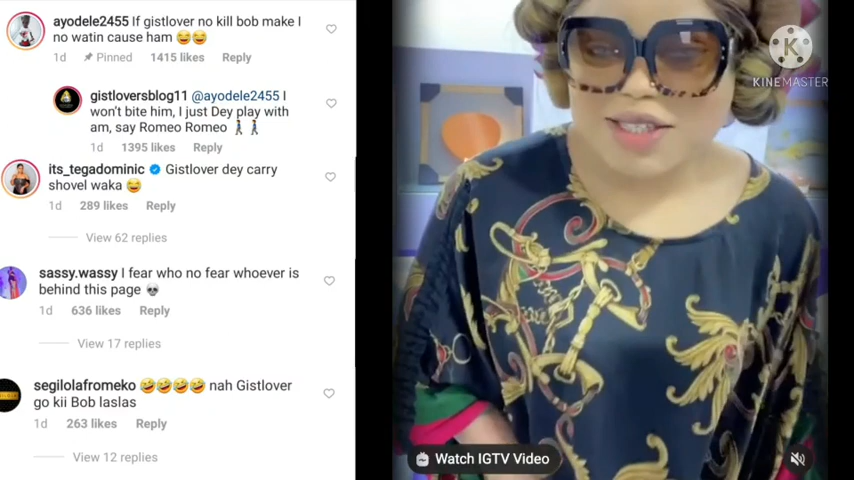 ayodele2455 If gistlover no kill bob make I
no watin cause ham 😂😂
1d 📌 Pinned 1415 likes Reply
gistloversblog11 @ayodele2455 I
won't bite him, I just Dey play with
am, say Romeo Romeo 🚶‍♂️🚶‍♂️
1d 1395 likes Reply
its_tegadominic Gistlover dey carry
shovel waka 😂
1d 289 likes Reply
View 62 replies
sassy.wassy I fear who no fear whoever is
behind this page 💀
1d 636 likes Reply
View 17 replies
segilolafromeko 🤣🤣🤣🤣 nah Gistlover
go kii Bob laslas
1d 263 likes Reply
View 12 replies
K
KINEMASTER
Watch IGTV Video